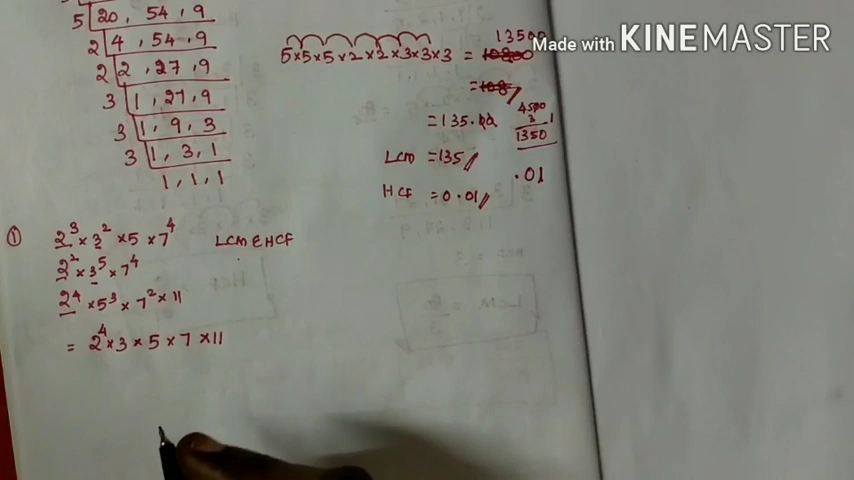 5 | 20, 54, 9
2 | 4, 54, 9
2 | 2, 27, 9
3 | 1, 27, 9
3 | 1, 9, 3
3 | 1, 3, 1
1, 1, 1
13500
5×5×5×2×2×3×3×3 = 10800
= 108
= 135.00
LCM = 135
HCF = 0.01
4500
3
1350
.01
Made with KINEMASTER
① 2³ × 3² × 5 × 7⁴ LCM & HCF
2² × 3⁵ × 7⁴
2⁴ × 5³ × 7² × 11
= 2⁴ × 3 × 5 × 7 × 11